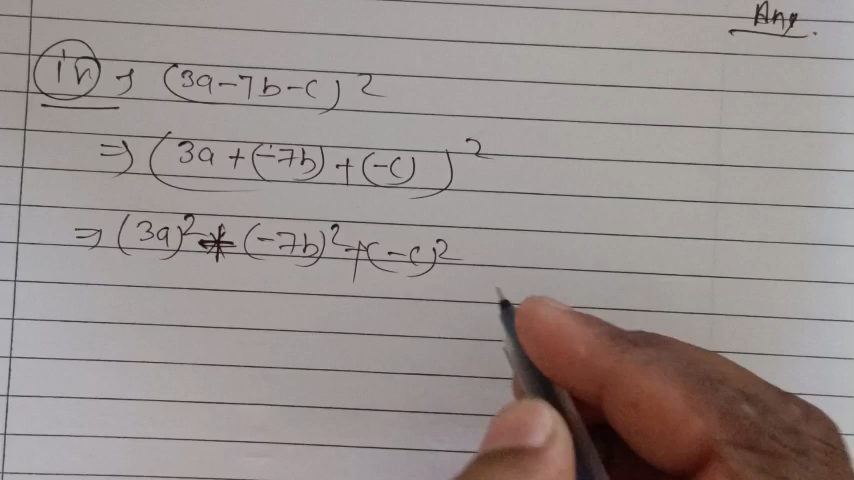 Ans.
iv) (3a-7b-c)²
⇒ (3a+(-7b)+(-c))²
⇒ (3a)²+(-7b)²+(-c)²